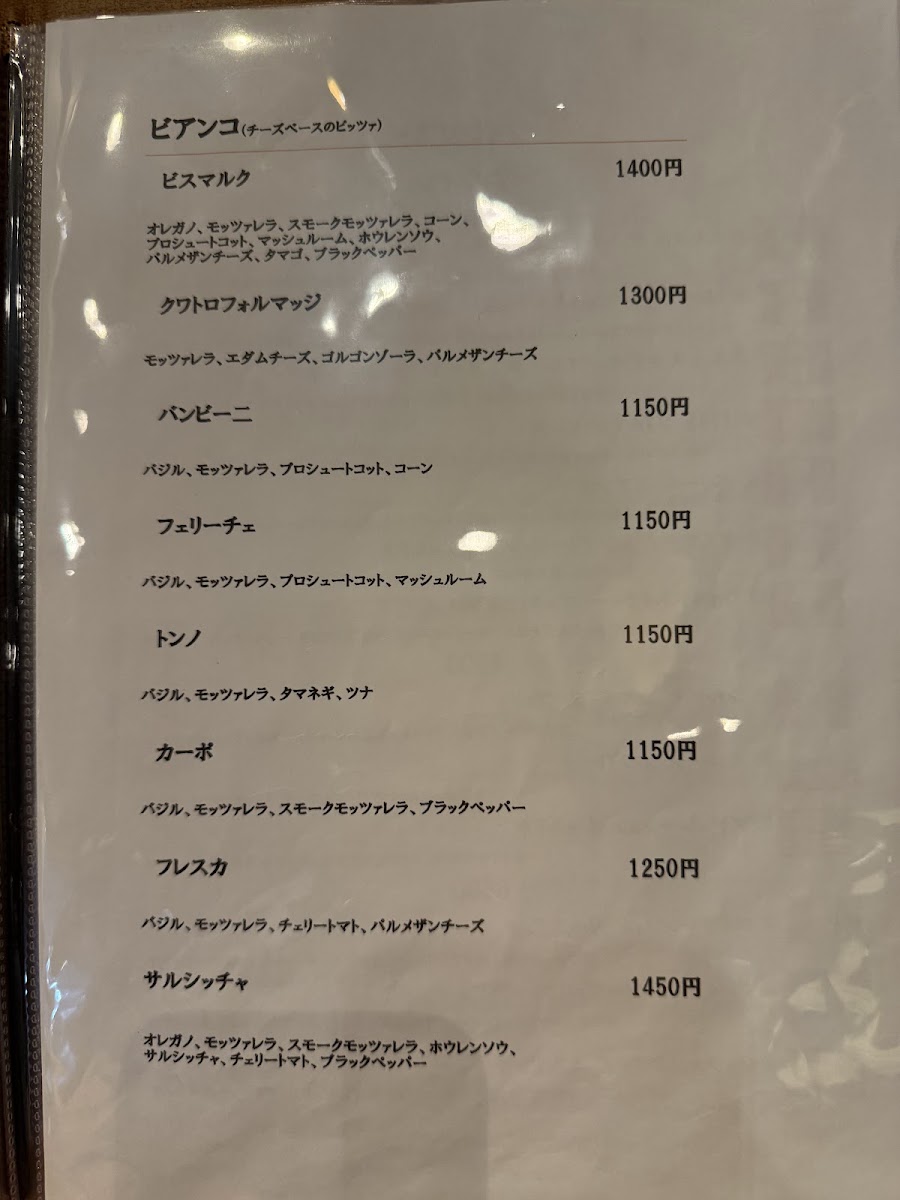 ビアンコ(チーズベースのピッツァ)
ビスマルク 1400円
オレガノ、モッツァレラ、スモークモッツァレラ、コーン、
プロシュートコット、マッシュルーム、ホウレンソウ、
パルメザンチーズ、タマゴ、ブラックペッパー
クワトロフォルマッジ 1300円
モッツァレラ、エダムチーズ、ゴルゴンゾーラ、パルメザンチーズ
バンビーニ 1150円
バジル、モッツァレラ、プロシュートコット、コーン
フェリーチェ 1150円
バジル、モッツァレラ、プロシュートコット、マッシュルーム
トンノ 1150円
バジル、モッツァレラ、タマネギ、ツナ
カーポ 1150円
バジル、モッツァレラ、スモークモッツァレラ、ブラックペッパー
フレスカ 1250円
バジル、モッツァレラ、チェリートマト、パルメザンチーズ
サルシッチャ 1450円
オレガノ、モッツァレラ、スモークモッツァレラ、ホウレンソウ、
サルシッチャ、チェリートマト、ブラックペッパー